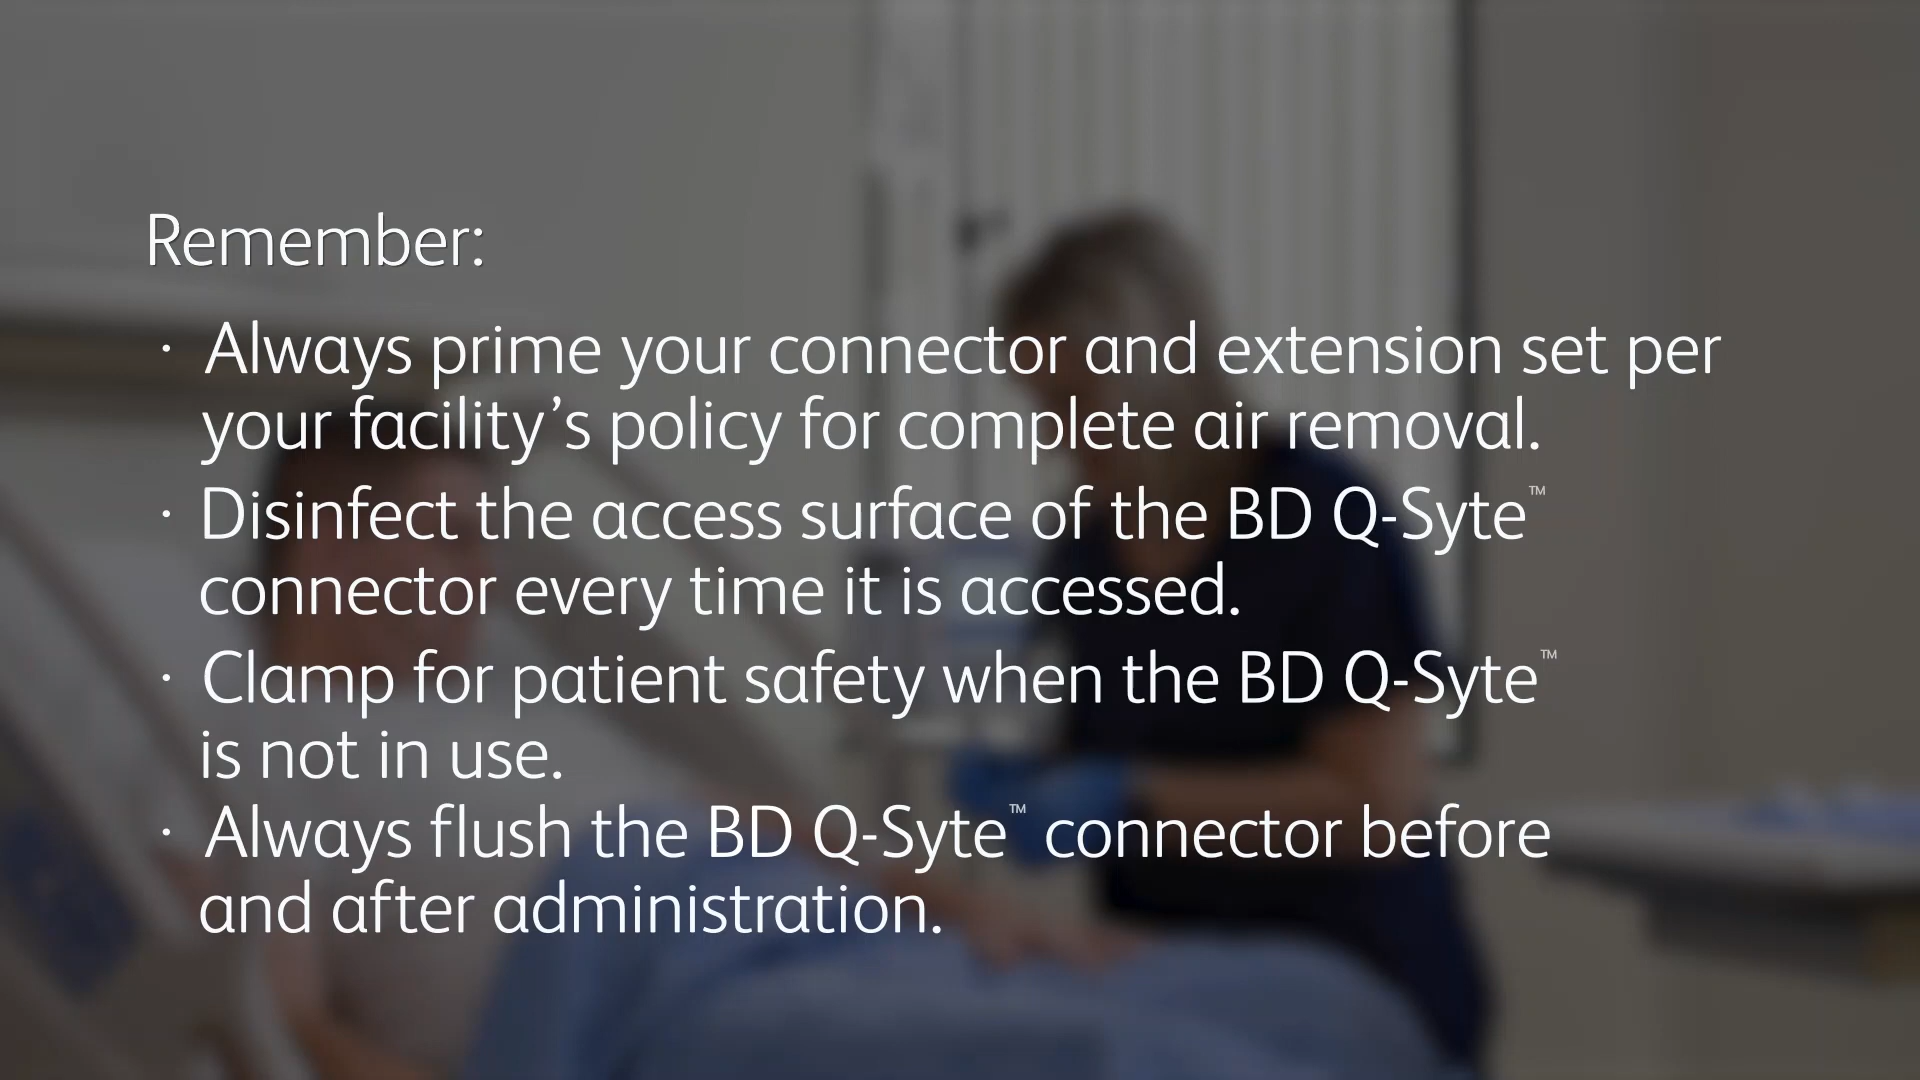 Remember:
· Always prime your connector and extension set per
your facility’s policy for complete air removal.
· Disinfect the access surface of the BD Q-Syte™
connector every time it is accessed.
· Clamp for patient safety when the BD Q-Syte™
is not in use.
· Always flush the BD Q-Syte™ connector before
and after administration.